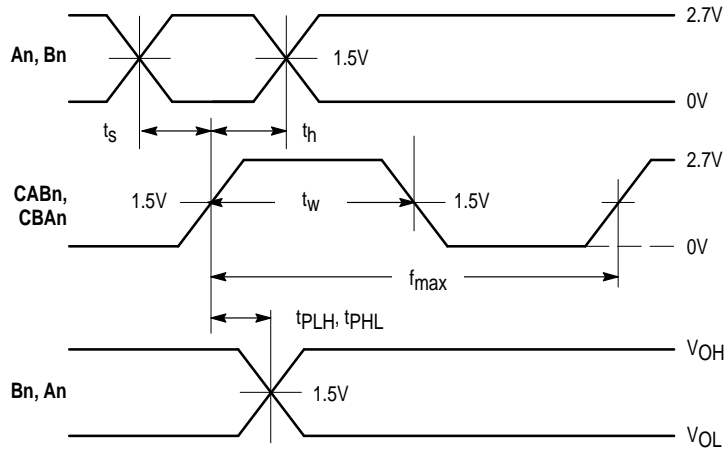 2.7V
An, Bn
1.5V
0V
ts
th
2.7V
CABn,
CBAn
1.5V
tw
1.5V
0V
fmax
tPLH, tPHL
VOH
Bn, An
1.5V
VOL